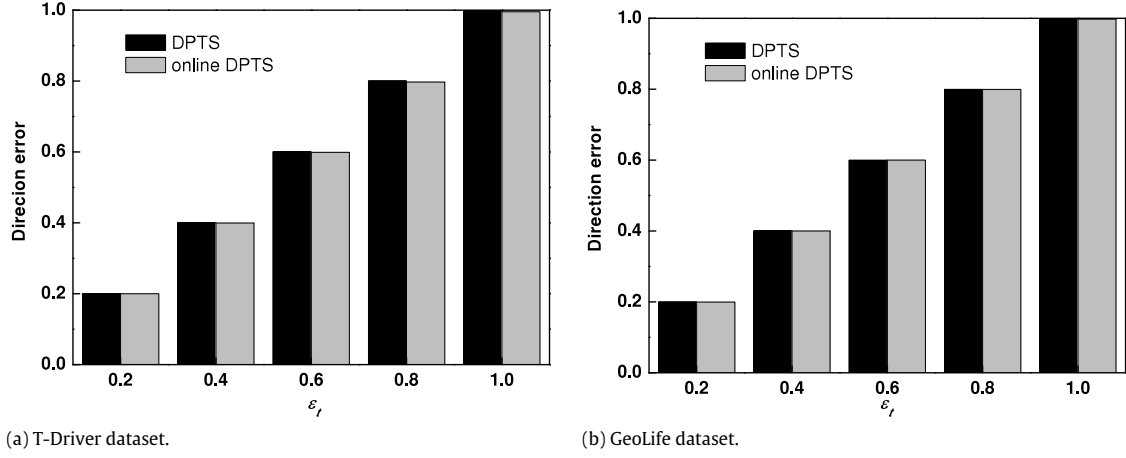 1.0
0.8
0.6
0.4
0.2
0.0
Direcion error
DPTS
online DPTS
0.2 0.4 0.6 0.8 1.0
εt
(a) T-Driver dataset.
1.0
0.8
0.6
0.4
0.2
0.0
Direction error
DPTS
online DPTS
0.2 0.4 0.6 0.8 1.0
εt
(b) GeoLife dataset.